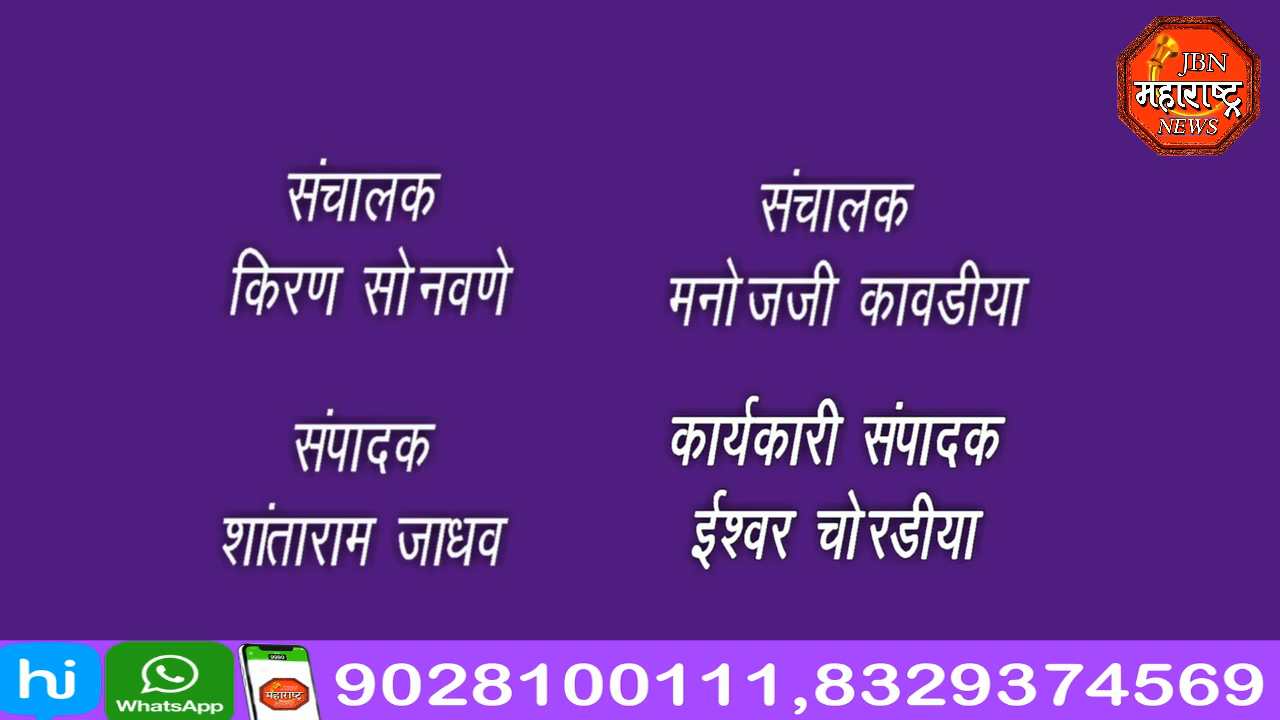 JBN
महाराष्ट्र
NEWS
संचालक
किरण सोनवणे
संचालक
मनोजजी कावडीया
संपादक
शांताराम जाधव
कार्यकारी संपादक
ईश्वर चोरडीया
hi
WhatsApp
महाराष्ट्र
9028100111,8329374569